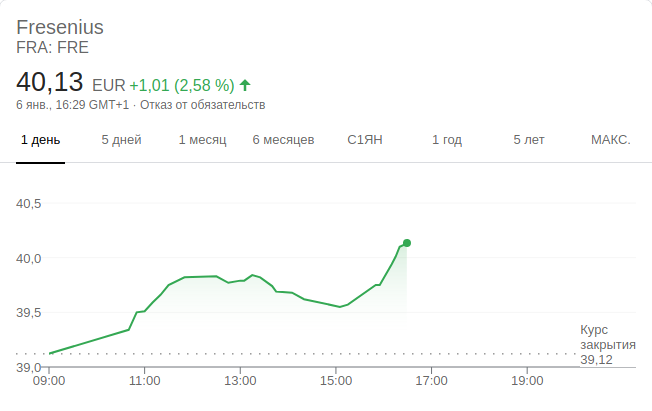 Fresenius
FRA: FRE
40,13 EUR +1,01 (2,58 %)
6 янв., 16:29 GMT+1 · Отказ от обязательств
1 день 5 дней 1 месяц 6 месяцев С1ЯН 1 год 5 лет МАКС.
40,5
40,0
39,5
39,0
Курс
закрытия
39,12
09:00 11:00 13:00 15:00 17:00 19:00